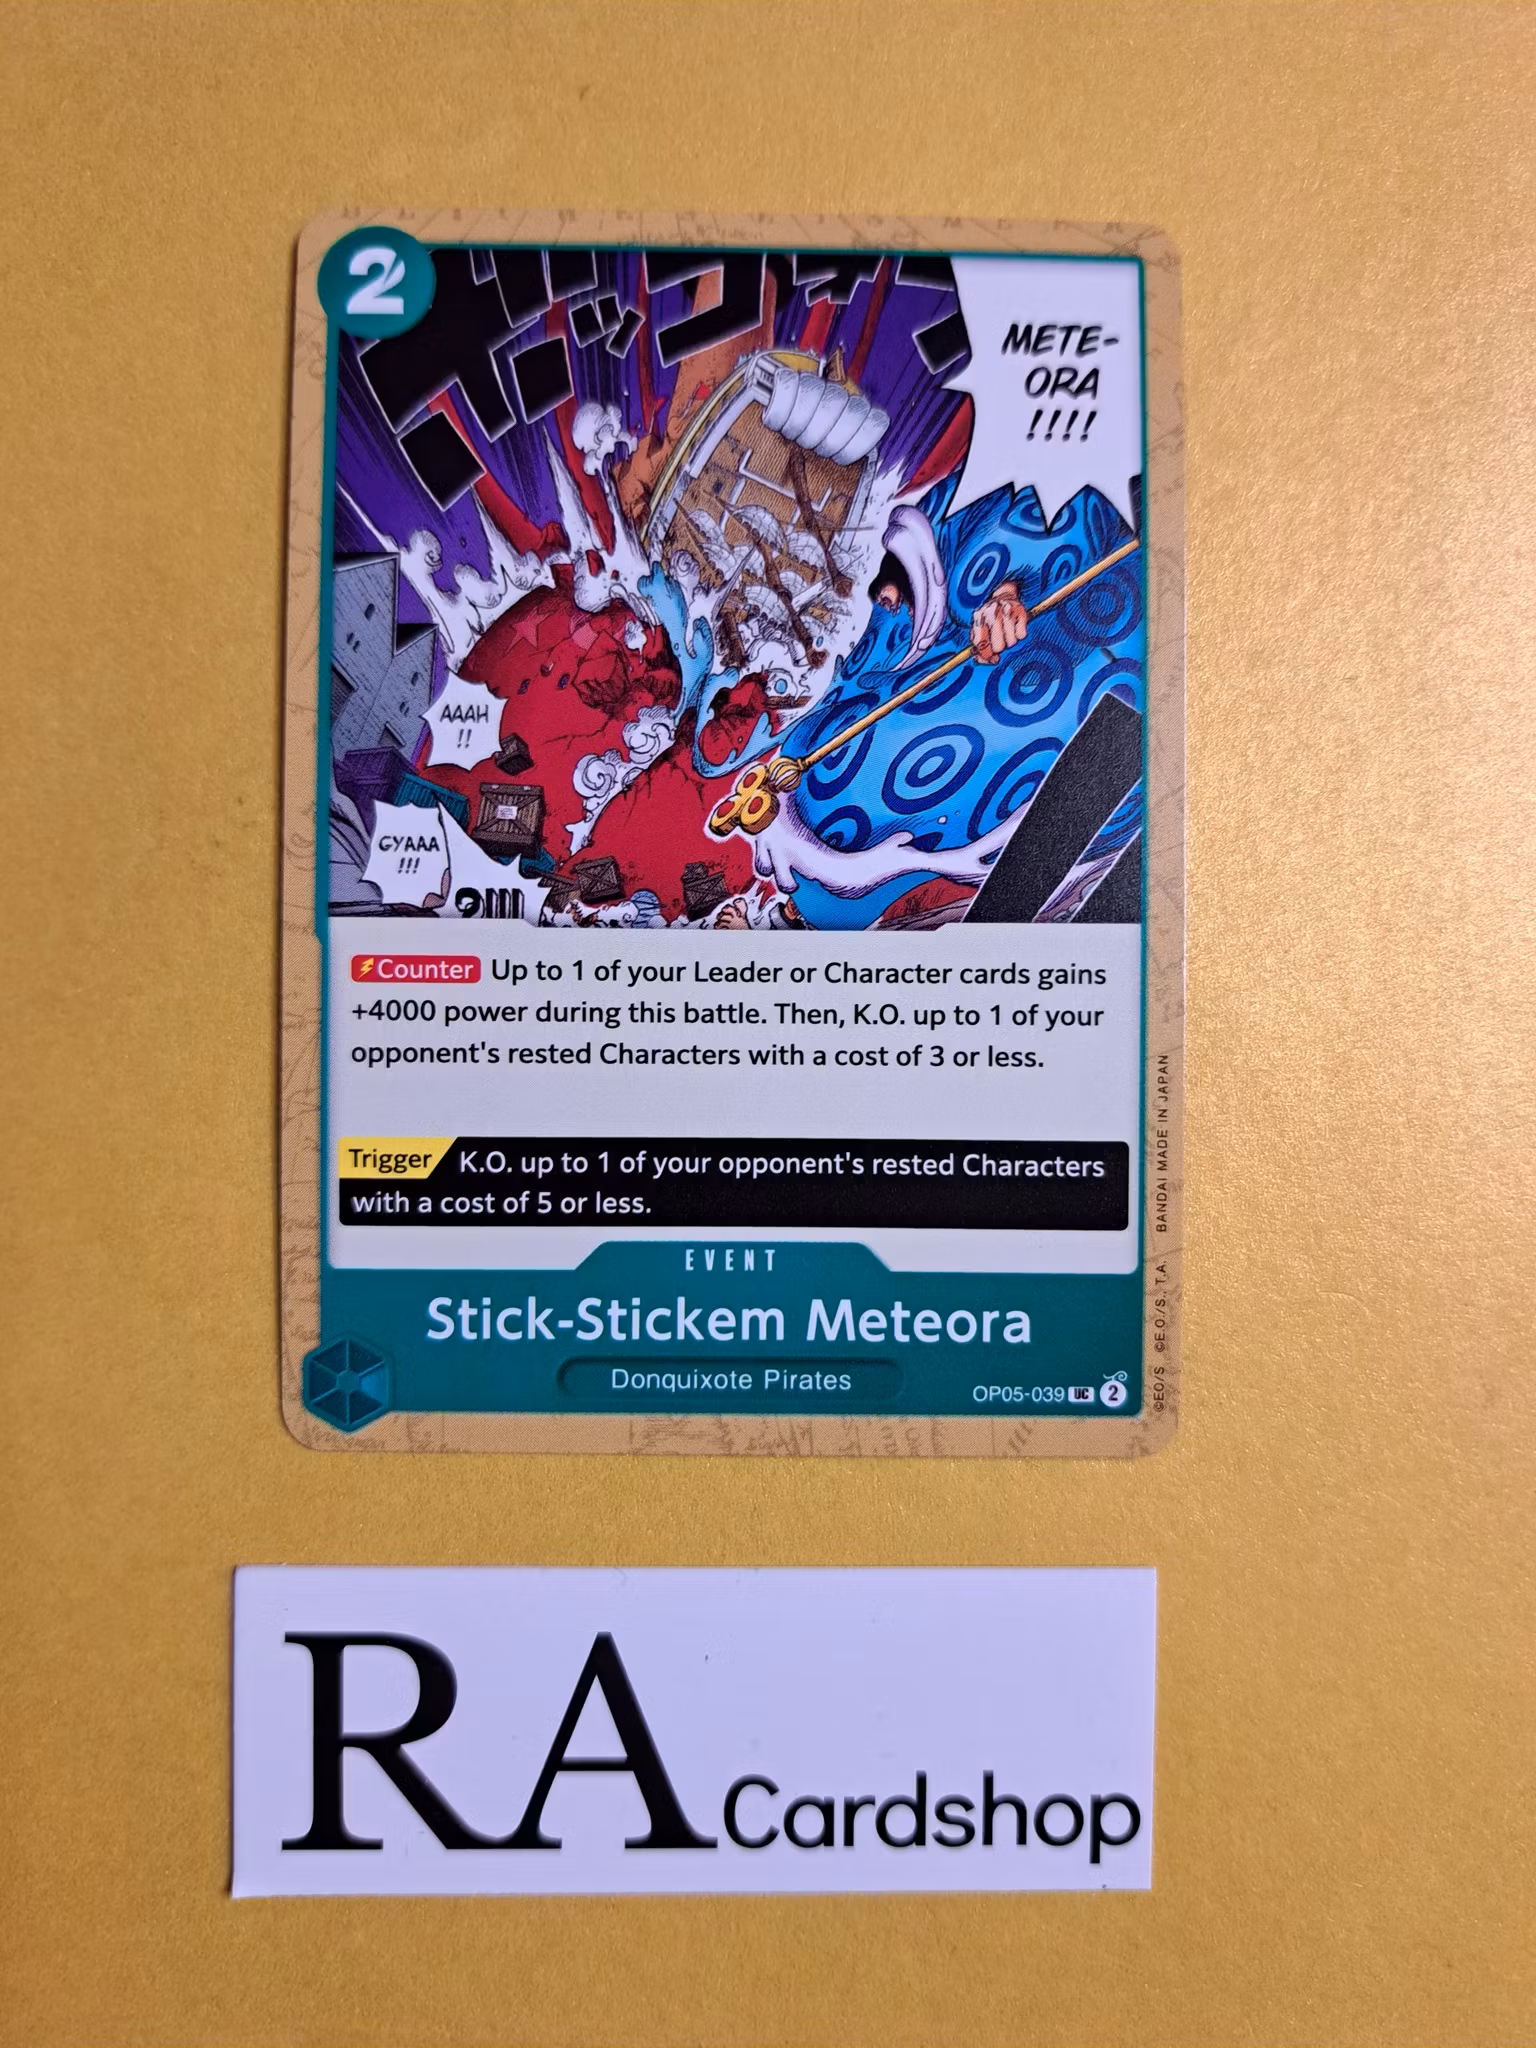 2
METE-
ORA
!!!!
AAAH
!!
GYAAA
!!!
?!!!
Counter Up to 1 of your Leader or Character cards gains
+4000 power during this battle. Then, K.O. up to 1 of your
opponent's rested Characters with a cost of 3 or less.
Trigger K.O. up to 1 of your opponent's rested Characters
with a cost of 5 or less.
EVENT
Stick-Stickem Meteora
Donquixote Pirates
OP05-039 UC 2
©EO/S ©E.O./S., T.A. BANDAI MADE IN JAPAN
RA Cardshop